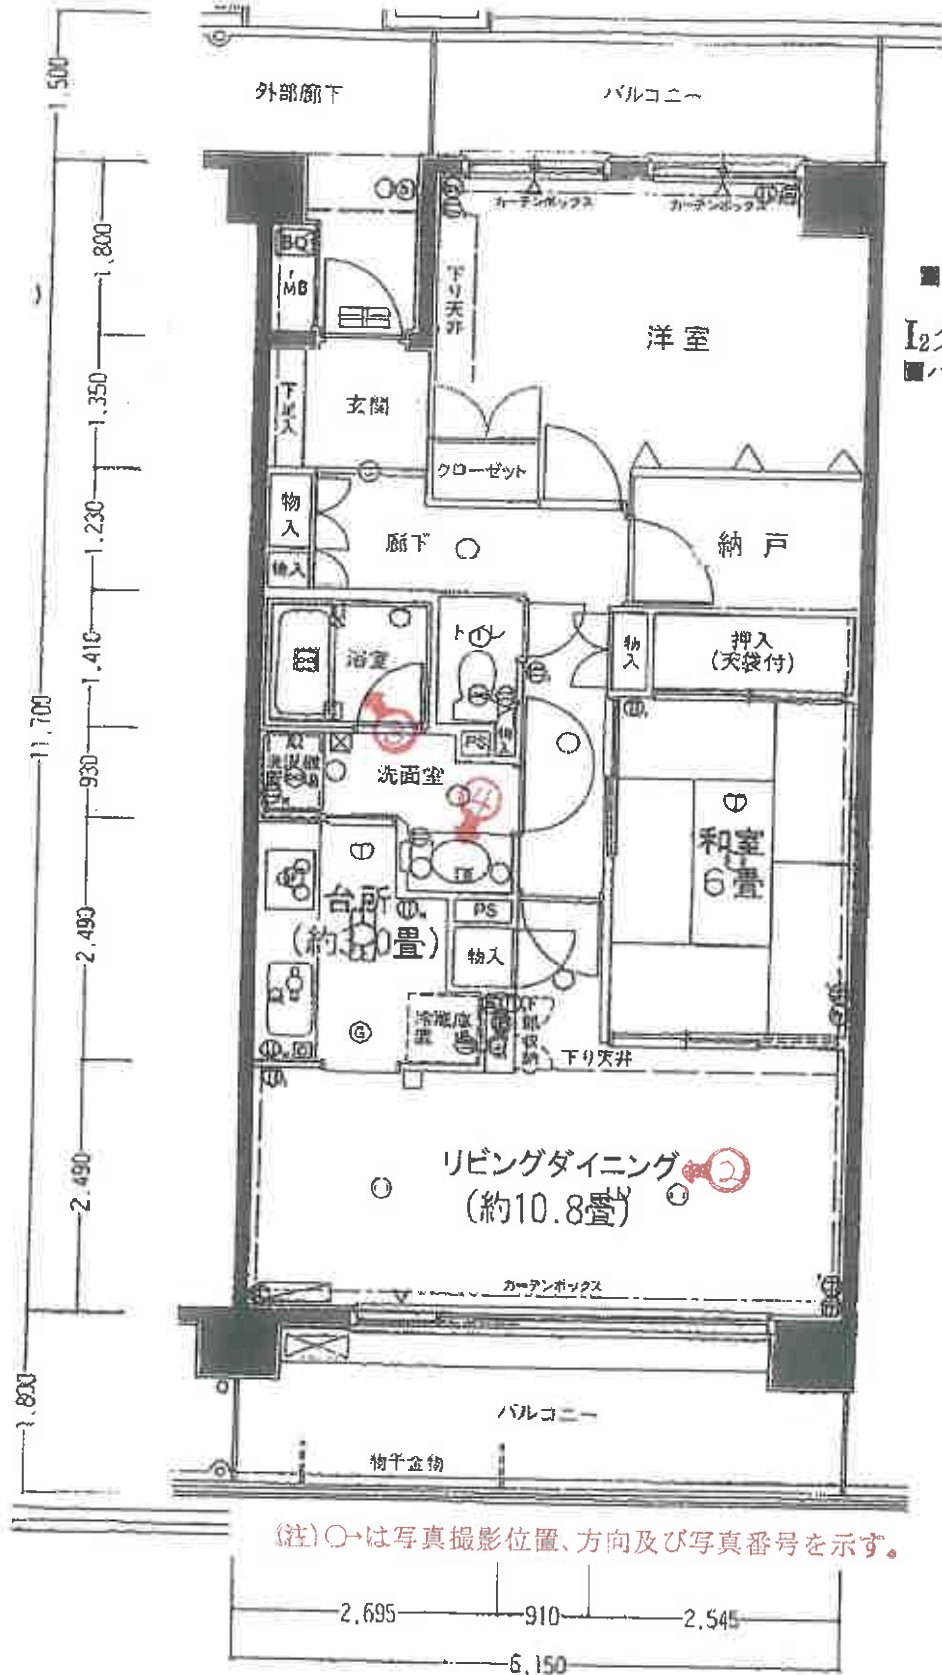 1,500
外部廊下
バルコニー
カーテンボックス
カーテンボックス
1,800
MB
下り天井
洋室
1,350
下足入
玄関
クローゼット
1,230
物入
廊下
納戸
物入
1,410
浴室
トイレ
物入
押入
(天袋付)
11,700
930
③
PS
物入
洗面室
④
和室
6畳
2,490
台所
PS
物入
冷蔵庫
置場
G
下部収納
下り天井
2,490
リビングダイニング
(約10.8畳)
②
カーテンボックス
1,800
バルコニー
物干金物
(注)○→は写真撮影位置、方向及び写真番号を示す。
2,695
910
2,545
6,150